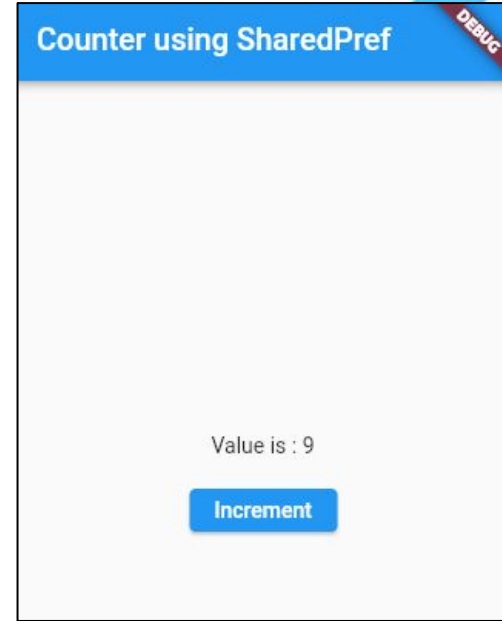 Counter using SharedPref
DEBUG
Value is : 9
Increment